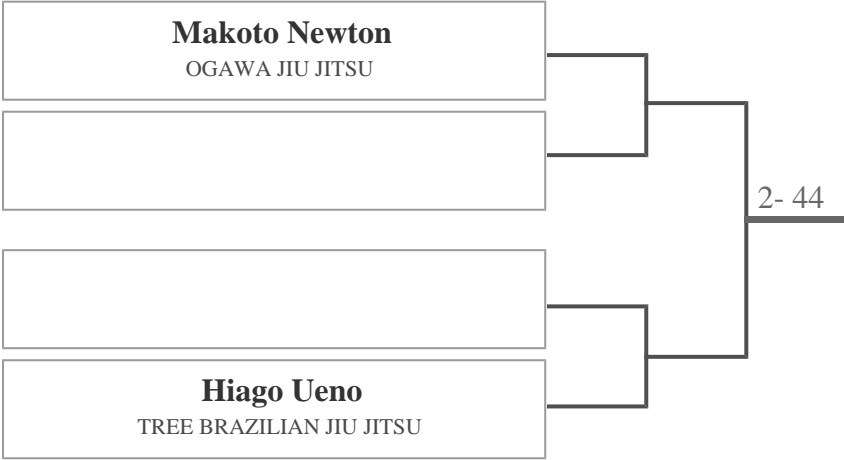 Makoto Newton
OGAWA JIU JITSU
2- 44
Hiago Ueno
TREE BRAZILIAN JIU JITSU